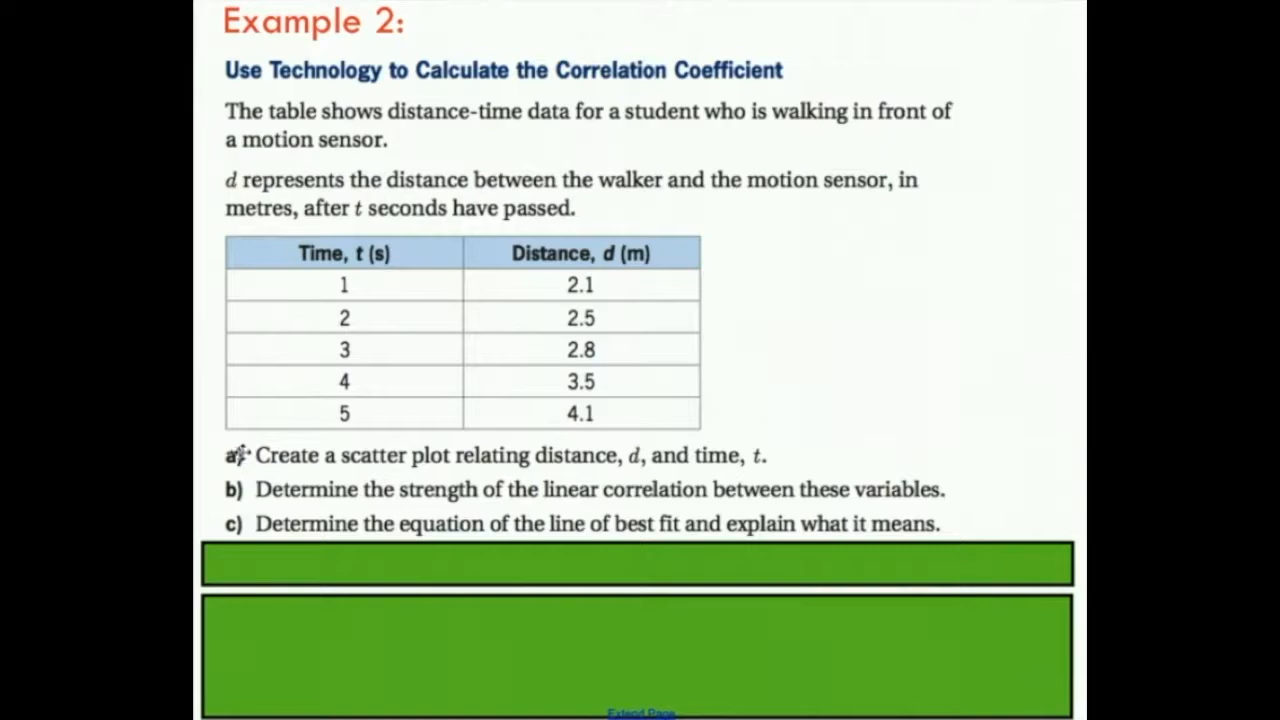 Example 2:
Use Technology to Calculate the Correlation Coefficient
The table shows distance-time data for a student who is walking in front of
a motion sensor.
d represents the distance between the walker and the motion sensor, in
metres, after t seconds have passed.
Time, t (s) Distance, d (m)
1 2.1
2 2.5
3 2.8
4 3.5
5 4.1
a) Create a scatter plot relating distance, d, and time, t.
b) Determine the strength of the linear correlation between these variables.
c) Determine the equation of the line of best fit and explain what it means.
Extend Page